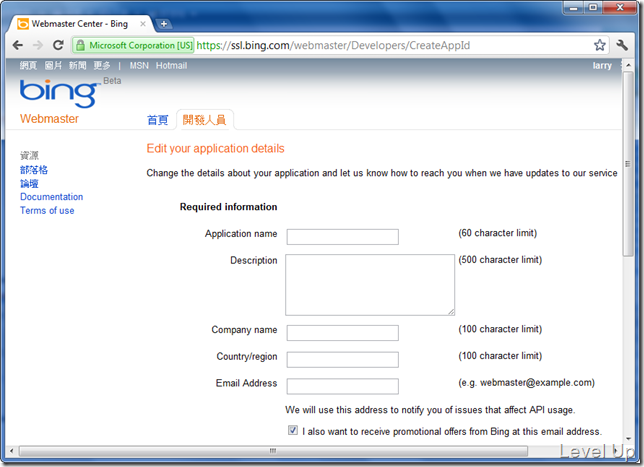 Webmaster Center - Bing
Microsoft Corporation [US] https://ssl.bing.com/webmaster/Developers/CreateAppId
網頁 圖片 新聞 更多 | MSN Hotmail larry
bing Beta
Webmaster 首頁 開發人員
資源
部落格
論壇
Documentation
Terms of use
Edit your application details
Change the details about your application and let us know how to reach you when we have updates to our service
Required information
Application name (60 character limit)
Description (500 character limit)
Company name (100 character limit)
Country/region (100 character limit)
Email Address (e.g. webmaster@example.com)
We will use this address to notify you of issues that affect API usage.
I also want to receive promotional offers from Bing at this email address.
Level Up